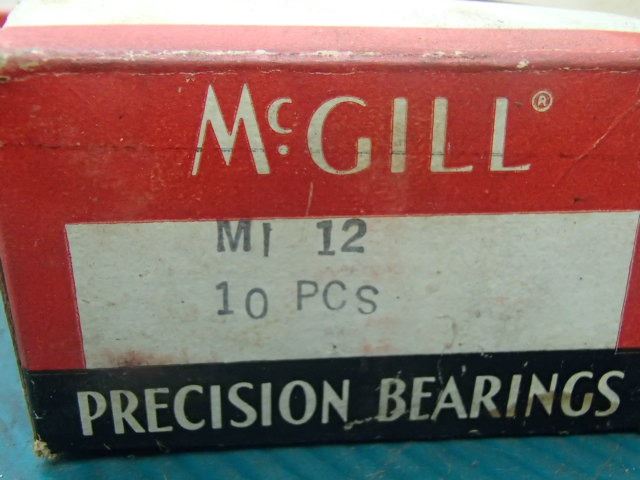 McGILL®
MI 12
10 PCS
PRECISION BEARINGS